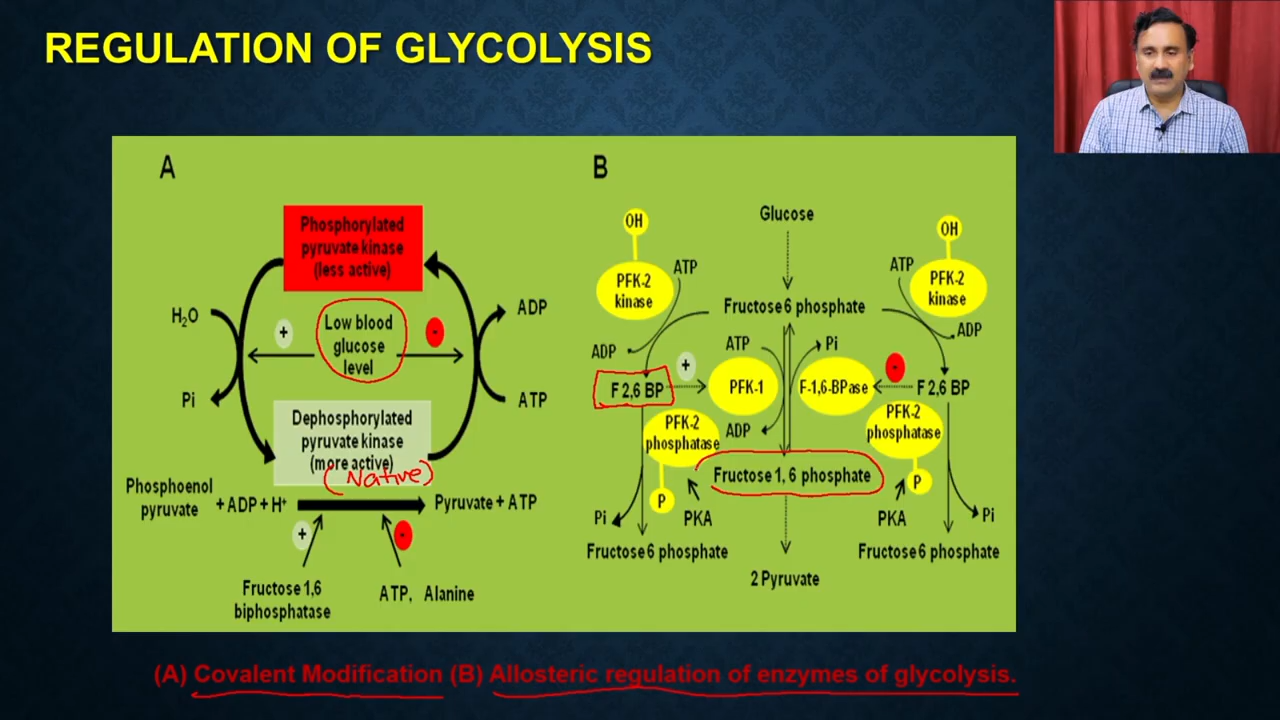 REGULATION OF GLYCOLYSIS
A
Phosphorylated
pyruvate kinase
(less active)
H₂O
+
Low blood
glucose
level
-
ADP
Pi
ATP
Dephosphorylated
pyruvate kinase
(more active)
(Native)
Phosphoenol
pyruvate
+ ADP + H⁺
Pyruvate + ATP
+
-
Fructose 1,6
biphosphatase
ATP, Alanine
B
OH
PFK-2
kinase
ATP
ADP
Glucose
Fructose 6 phosphate
OH
PFK-2
kinase
ATP
ADP
F 2,6 BP
+
PFK-1
ATP
ADP
Pi
F-1,6-BPase
-
F 2,6 BP
PFK-2
phosphatase
P
PKA
Pi
Fructose 6 phosphate
Fructose 1, 6 phosphate
2 Pyruvate
PFK-2
phosphatase
P
PKA
Pi
Fructose 6 phosphate
(A) Covalent Modification (B) Allosteric regulation of enzymes of glycolysis.